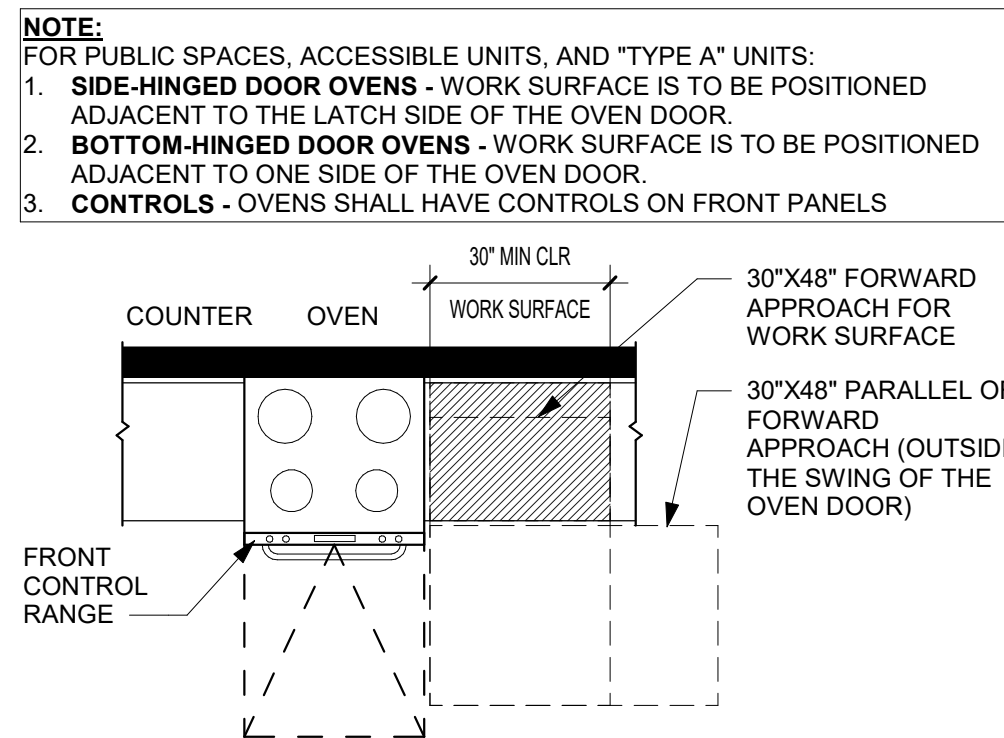 NOTE:
FOR PUBLIC SPACES, ACCESSIBLE UNITS, AND "TYPE A" UNITS:
1. SIDE-HINGED DOOR OVENS - WORK SURFACE IS TO BE POSITIONED
ADJACENT TO THE LATCH SIDE OF THE OVEN DOOR.
2. BOTTOM-HINGED DOOR OVENS - WORK SURFACE IS TO BE POSITIONED
ADJACENT TO ONE SIDE OF THE OVEN DOOR.
3. CONTROLS - OVENS SHALL HAVE CONTROLS ON FRONT PANELS
30" MIN CLR
WORK SURFACE
COUNTER
OVEN
30"X48" FORWARD
APPROACH FOR
WORK SURFACE
30"X48" PARALLEL
FORWARD
APPROACH
THE SWING OF THE
OVEN DOOR)
FRONT
CONTROL
RANGE